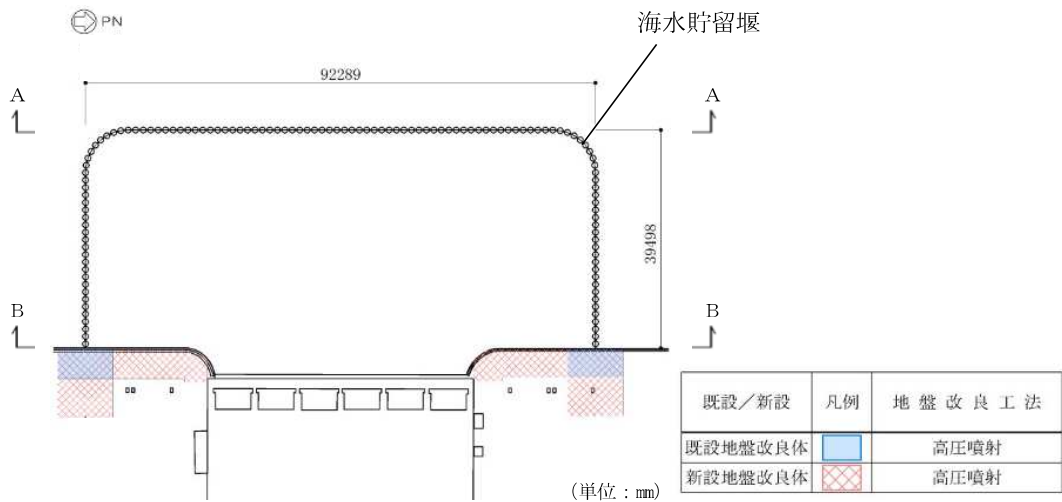 PN
海水貯留堰
92289
A A
39498
B B
既設／新設 凡例 地盤改良工法
既設地盤改良体 高圧噴射
新設地盤改良体 高圧噴射
(単位：㎜)